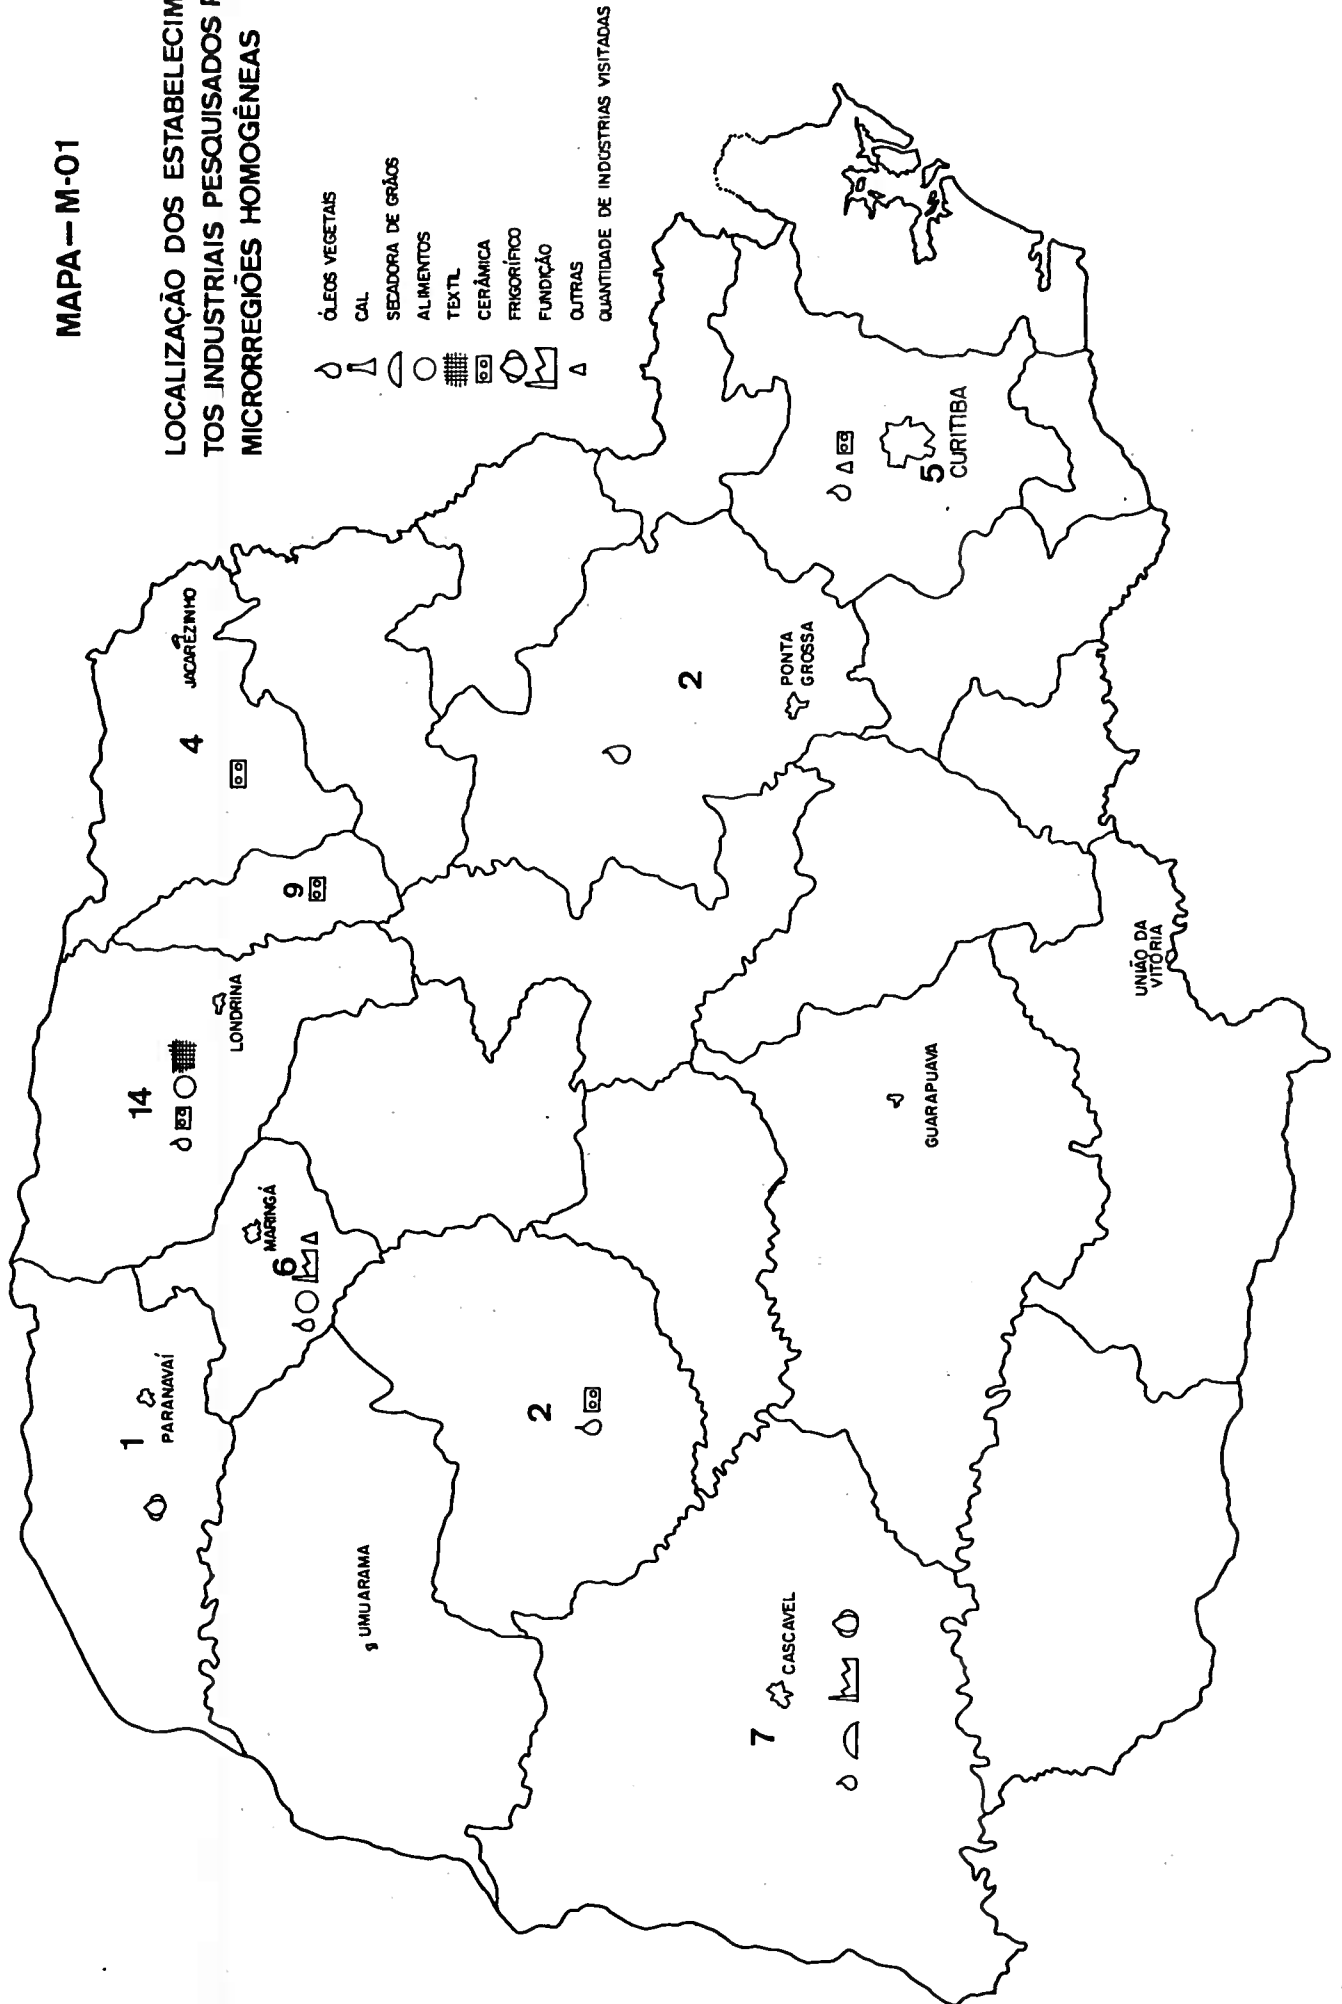 MAPA — M-01
LOCALIZAÇÃO DOS ESTABELECIM
TOS INDUSTRIAIS PESQUISADOS P
MICRORREGIÕES HOMOGÊNEAS
ÓLEOS VEGETAIS
CAL
SECADORA DE GRÃOS
ALIMENTOS
TEXTIL
CERÂMICA
FRIGORÍFICO
FUNDIÇÃO
OUTRAS
QUANTIDADE DE INDÚSTRIAS VISITADAS
1
PARANAVAÍ
14
LONDRINA
9
4
JACARÉZINHO
6
MARINGÁ
UMUARAMA
2
2
PONTA
GROSSA
5
CURITIBA
7
CASCAVEL
GUARAPUAVA
UNIÃO DA
VITÓRIA